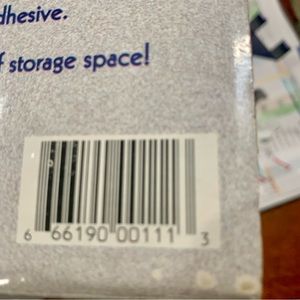 dhesive.
f storage space!
6 66190 00111 3